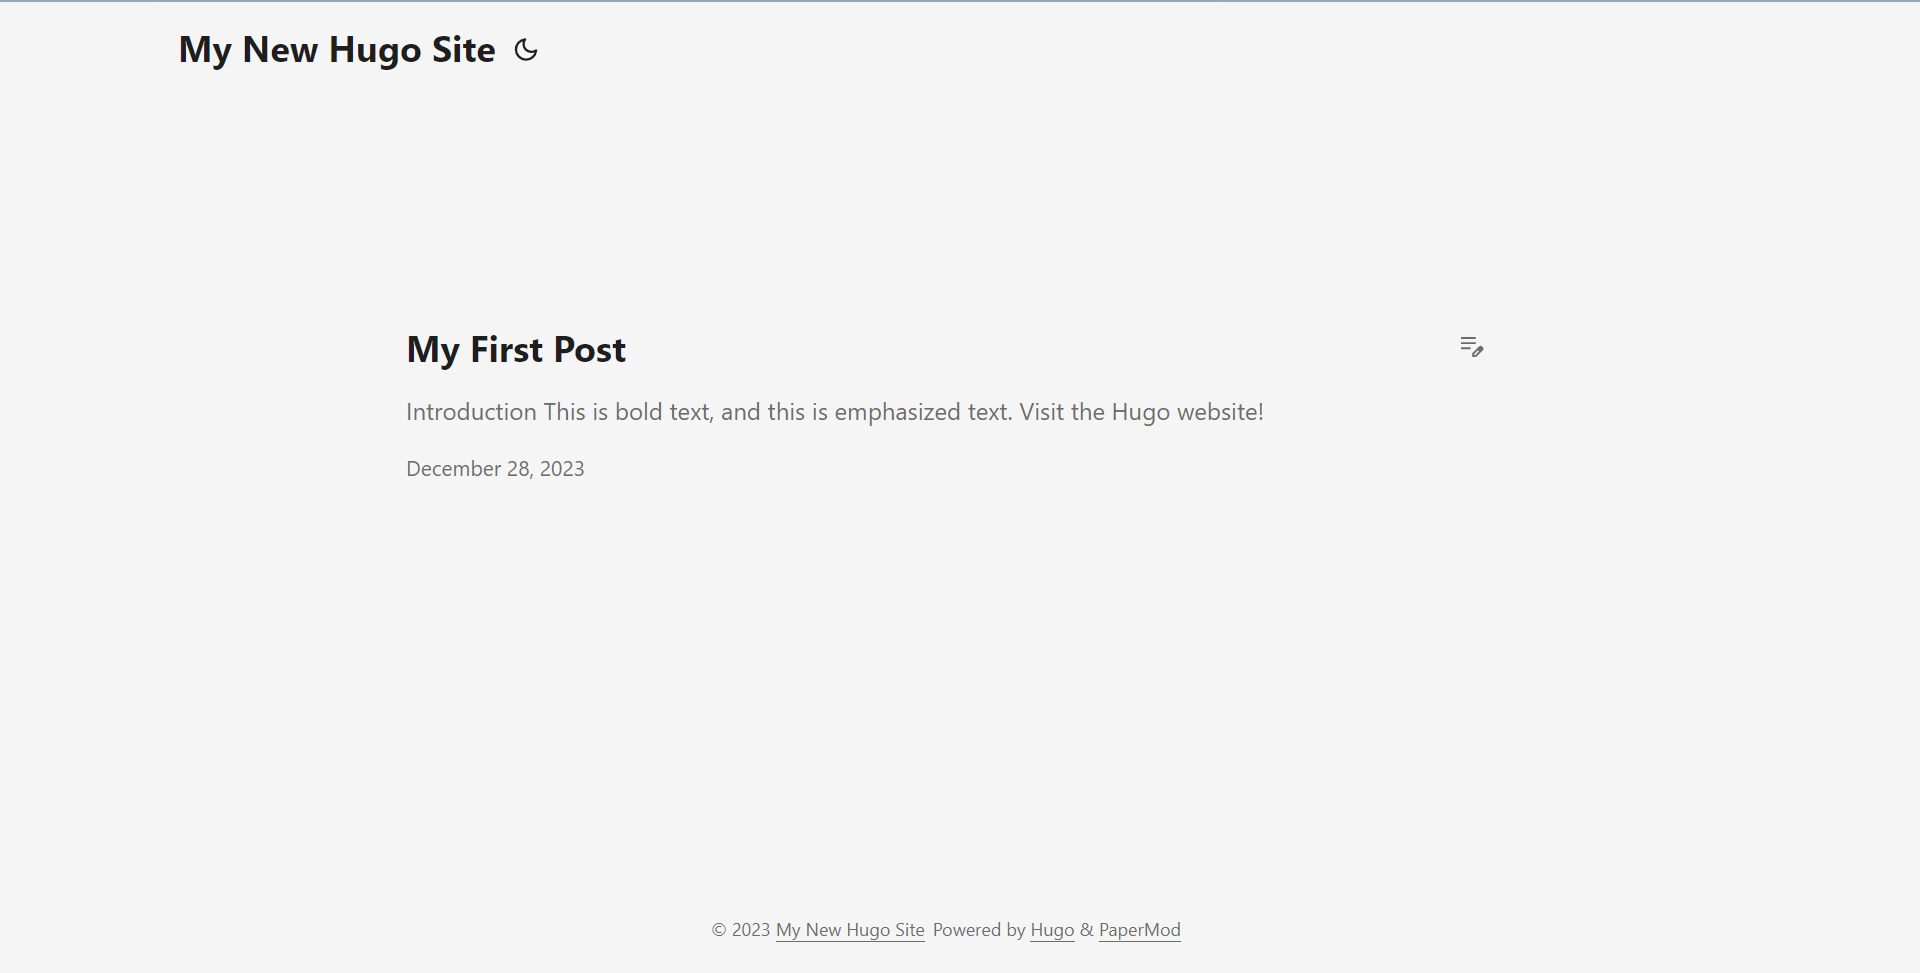 My New Hugo Site
My First Post
Introduction This is bold text, and this is emphasized text. Visit the Hugo website!
December 28, 2023
© 2023 My New Hugo Site Powered by Hugo & PaperMod